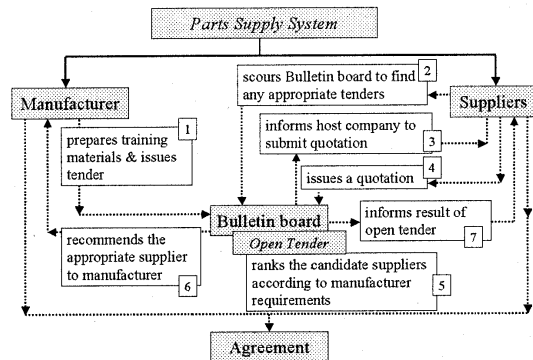 Parts Supply System
2
scours Bulletin board to find
any appropriate tenders
Manufacturer
Suppliers
1
prepares training
materials & issues
tender
informs host company to
submit quotation
3
4
issues a quotation
Bulletin board
Open Tender
informs result of
open tender
7
recommends the
appropriate supplier
to manufacturer
6
ranks the candidate suppliers
according to manufacturer
requirements
5
Agreement